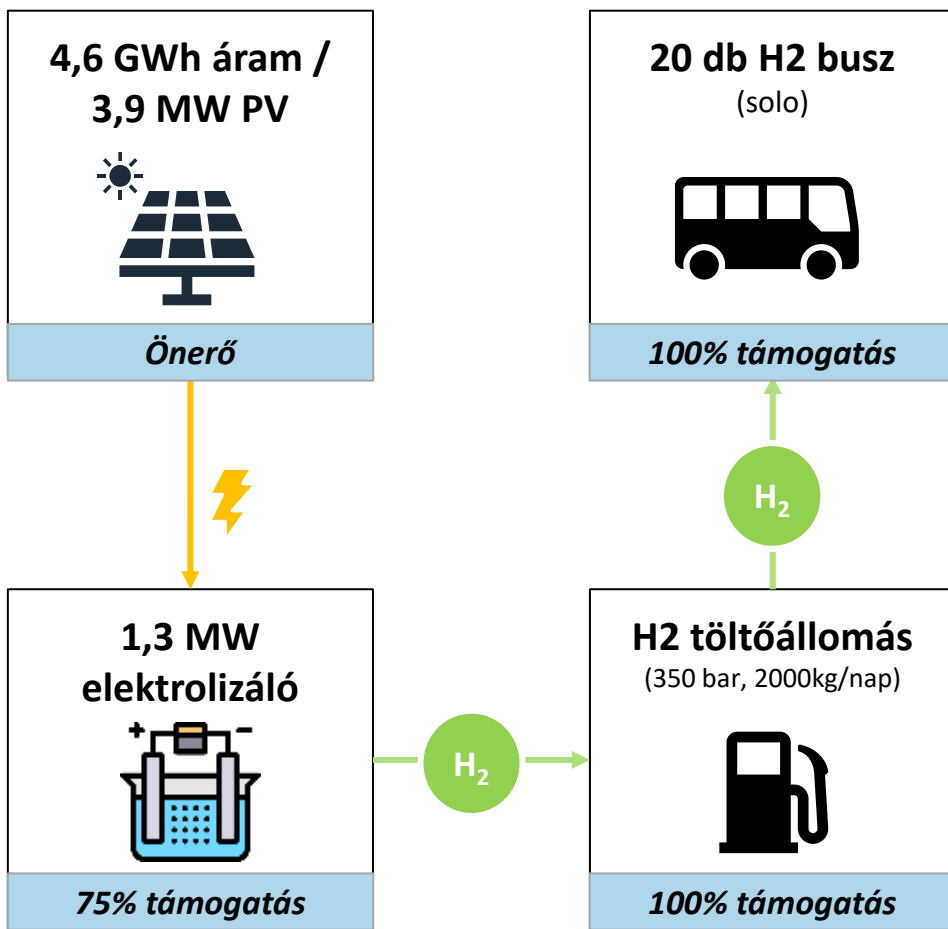 4,6 GWh áram /
3,9 MW PV
Önerő
20 db H2 busz
(solo)
100% támogatás
H₂
1,3 MW
elektrolizáló
+ −
75% támogatás
H₂
H2 töltőállomás
(350 bar, 2000kg/nap)
100% támogatás